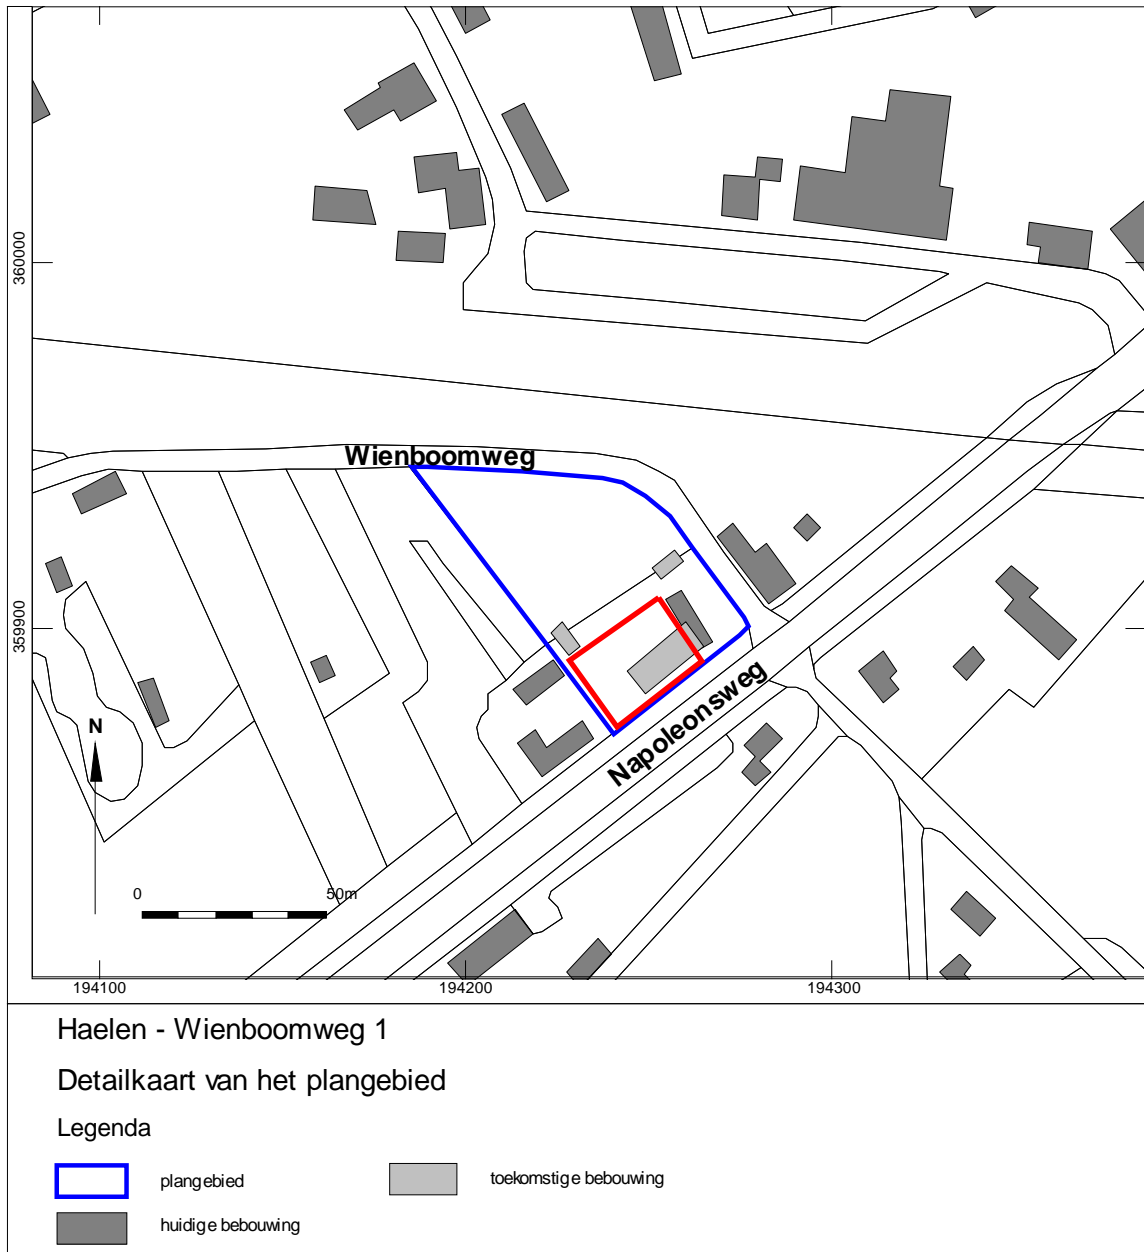 360000
Wienboomweg
359900
Napoleonsweg
N
0 50m
194100 194200 194300
Haelen - Wienboomweg 1
Detailkaart van het plangebied
Legenda
plangebied toekomstige bebouwing
huidige bebouwing